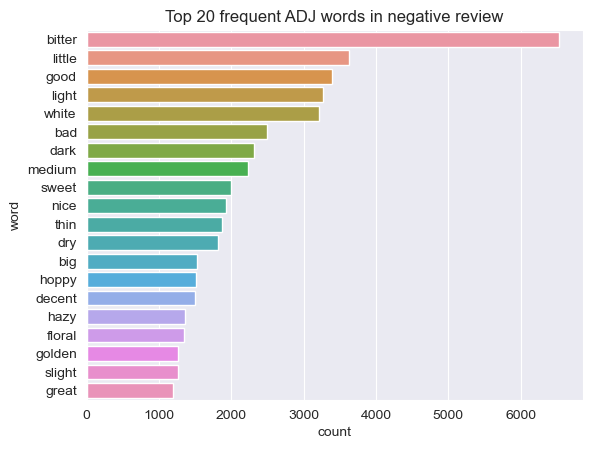 Top 20 frequent ADJ words in negative review
word
bitter
little
good
light
white
bad
dark
medium
sweet
nice
thin
dry
big
hoppy
decent
hazy
floral
golden
slight
great
0 1000 2000 3000 4000 5000 6000
count